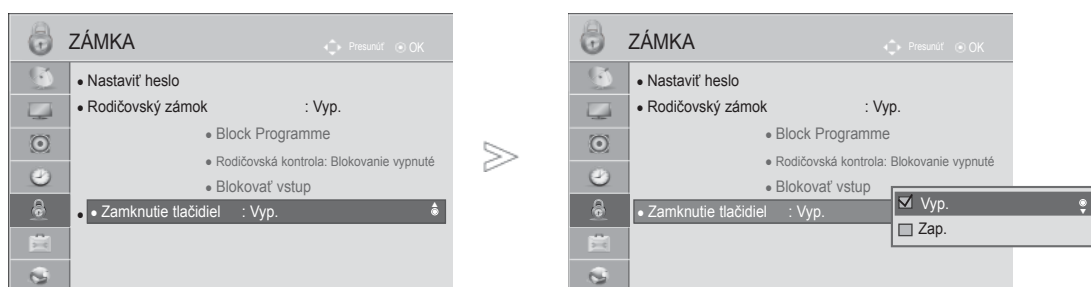 ZÁMKA
Presunúť OK
• Nastaviť heslo
• Rodičovský zámok : Vyp.
• Block Programme
• Rodičovská kontrola: Blokovanie vypnuté
• Blokovať vstup
• • Zamknutie tlačidiel : Vyp.
ZÁMKA
Presunúť OK
• Nastaviť heslo
• Rodičovský zámok : Vyp.
• Block Programme
• Rodičovská kontrola: Blokovanie vypnuté
• Blokovať vstup
• Zamknutie tlačidiel : Vyp.
Vyp.
Zap.